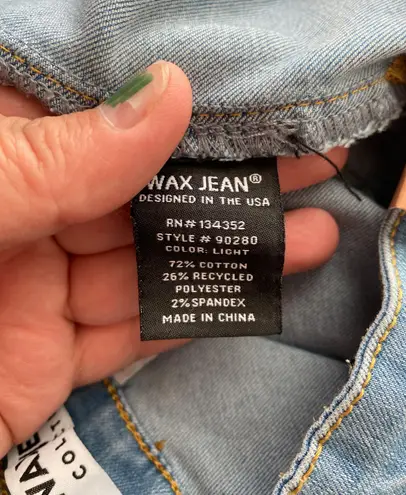 WAX JEAN®
DESIGNED IN THE USA
RN# 134352
STYLE # 90280
COLOR: LIGHT
72% COTTON
26% RECYCLED
POLYESTER
2% SPANDEX
MADE IN CHINA